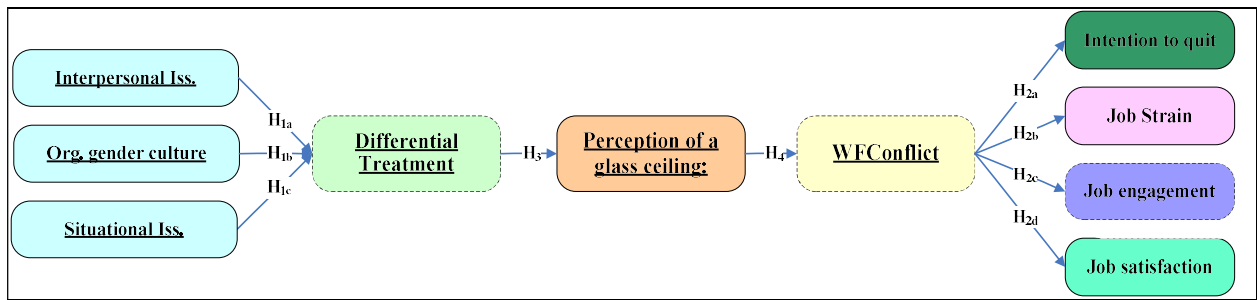 Interpersonal Iss.
Org. gender culture
Situational Iss.
H1a
H1b
H1c
Differential
Treatment
H3
Perception of a
glass ceiling:
H4
WFConflict
H2a
H2b
H2c
H2d
Intention to quit
Job Strain
Job engagement
Job satisfaction